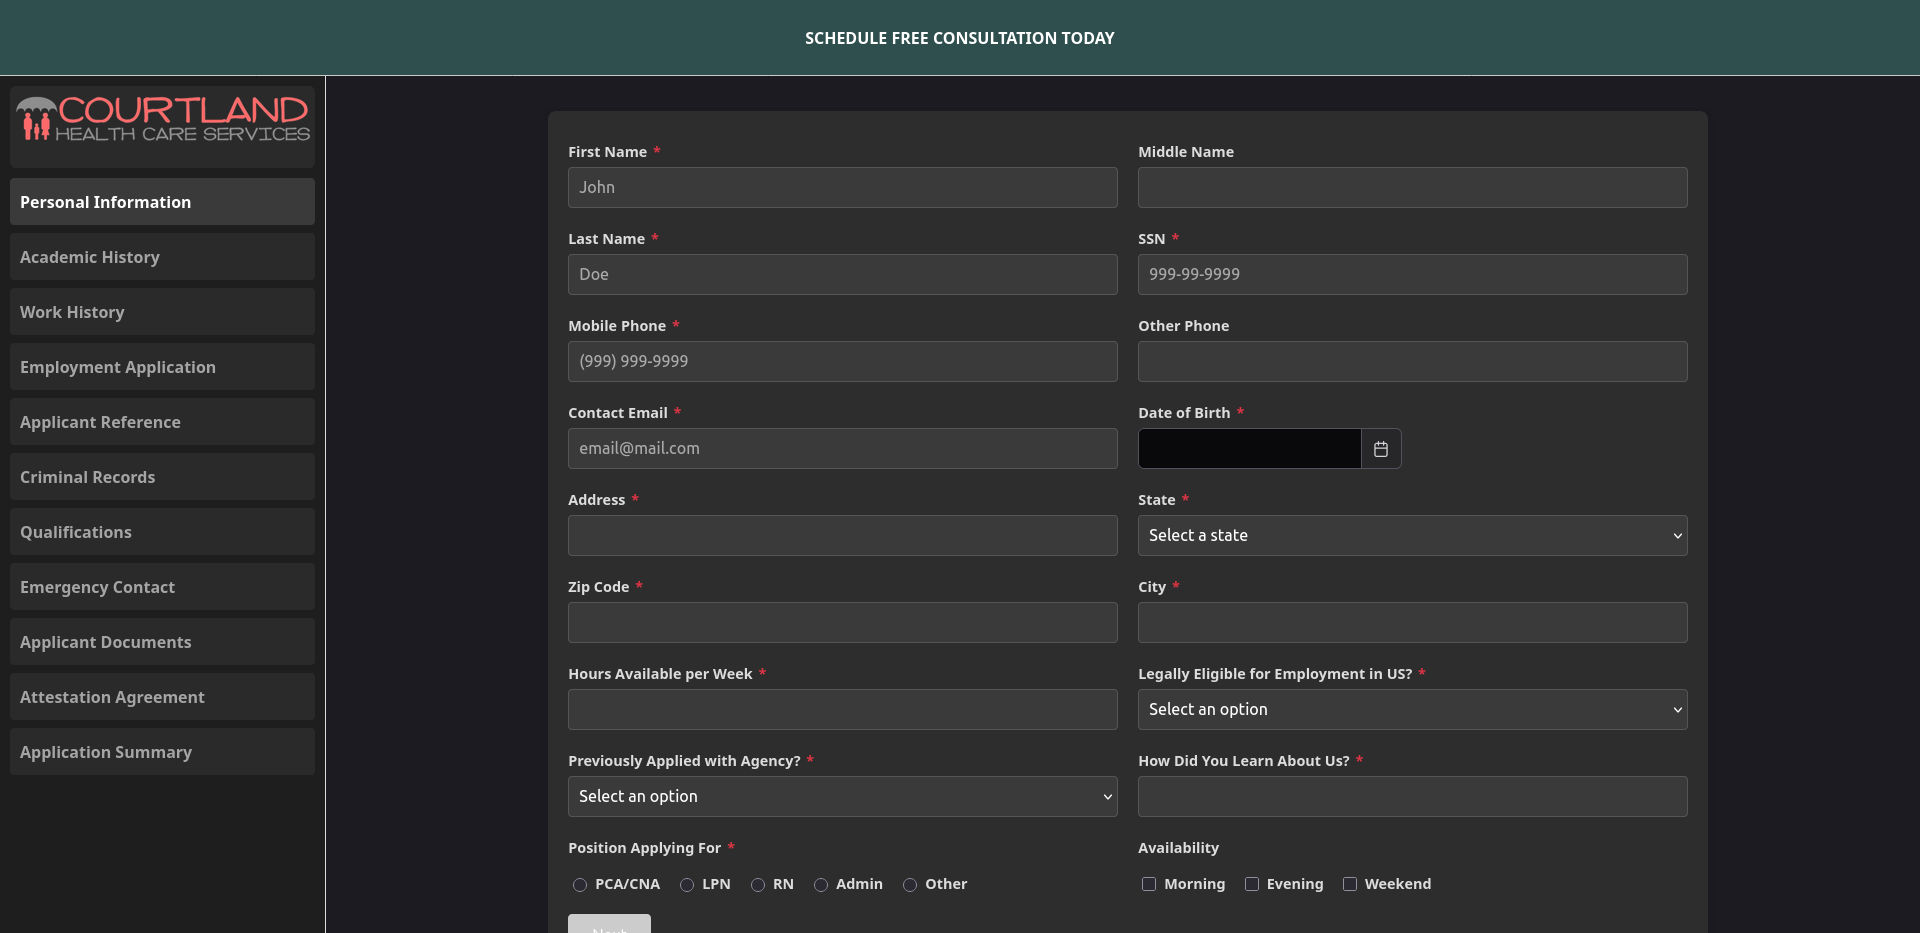 SCHEDULE FREE CONSULTATION TODAY
COURTLAND
HEALTH CARE SERVICES
Personal Information
Academic History
Work History
Employment Application
Applicant Reference
Criminal Records
Qualifications
Emergency Contact
Applicant Documents
Attestation Agreement
Application Summary
First Name *
John
Middle Name
Last Name *
Doe
SSN *
999-99-9999
Mobile Phone *
(999) 999-9999
Other Phone
Contact Email *
email@mail.com
Date of Birth *
Address *
State *
Select a state
Zip Code *
City *
Hours Available per Week *
Legally Eligible for Employment in US? *
Select an option
Previously Applied with Agency? *
Select an option
How Did You Learn About Us? *
Position Applying For *
PCA/CNA LPN RN Admin Other
Availability
Morning Evening Weekend
Next